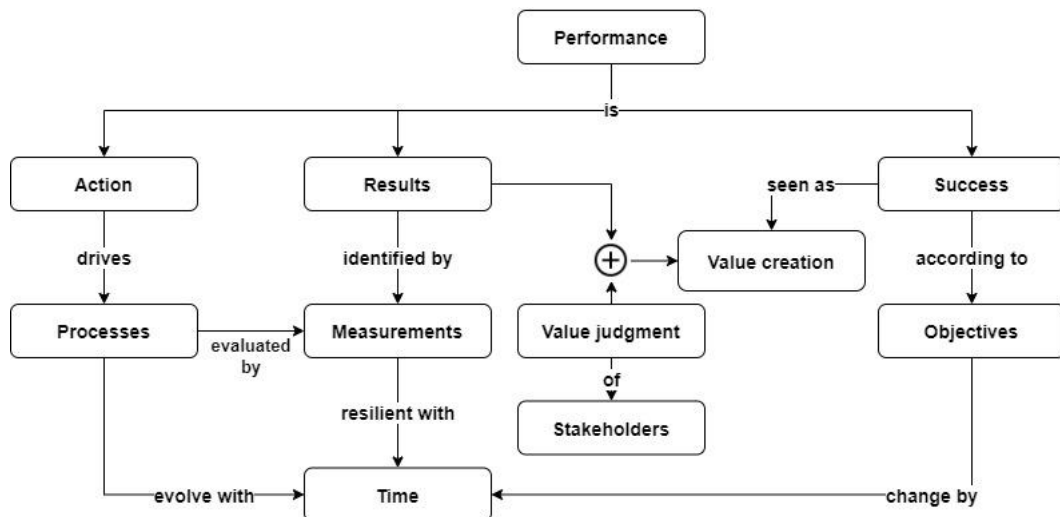 Performance
is
Action
Results
seen as
Success
drives
identified by
Value creation
according to
Processes
evaluated
by
Measurements
Value judgment
Objectives
of
resilient with
Stakeholders
evolve with
Time
change by